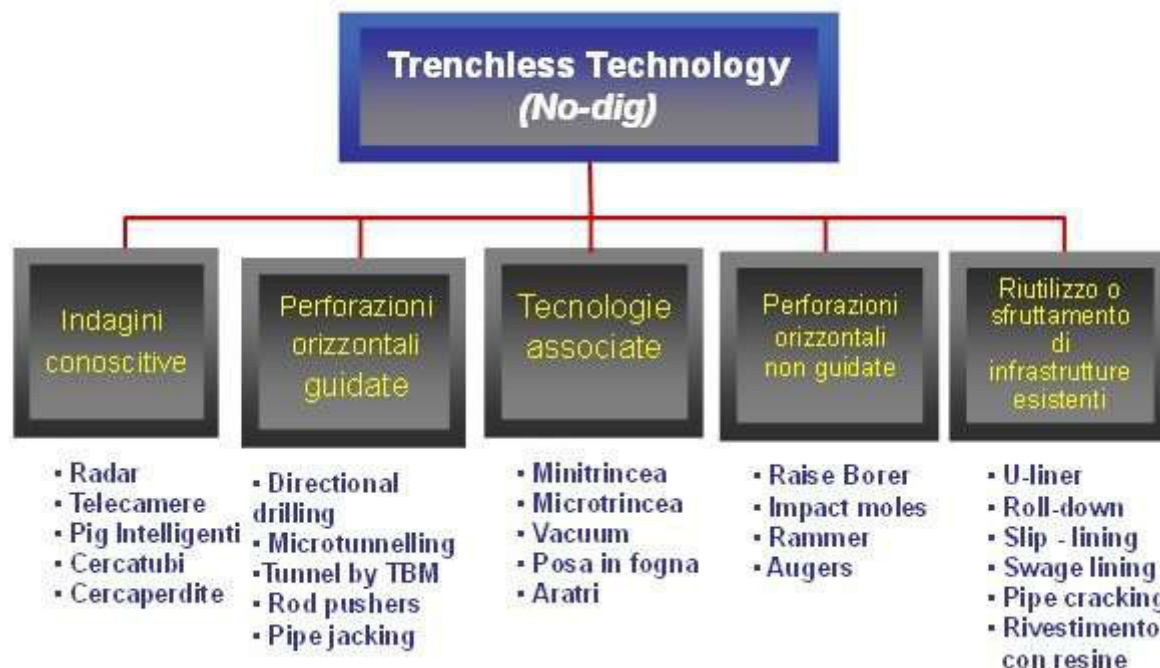 Trenchless Technology
(No-dig)
Indagini
conoscitive
▪ Radar
▪ Telecamere
▪ Pig Intelligenti
▪ Cercatubi
▪ Cercaperdite
Perforazioni
orizzontali
guidate
▪ Directional
drilling
▪ Microtunnelling
▪Tunnel by TBM
▪ Rod pushers
▪ Pipe jacking
Tecnologie
associate
▪ Minitrincea
▪ Microtrincea
▪ Vacuum
▪ Posa in fogna
▪ Aratri
Perforazioni
orizzontali
non guidate
▪ Raise Borer
▪ Impact moles
▪ Rammer
▪ Augers
Riutilizzo o
sfruttamento
di
infrastrutture
esistenti
▪ U-liner
▪ Roll-down
▪ Slip - lining
▪ Swage lining
▪ Pipe cracking
▪ Rivestimento
con resine